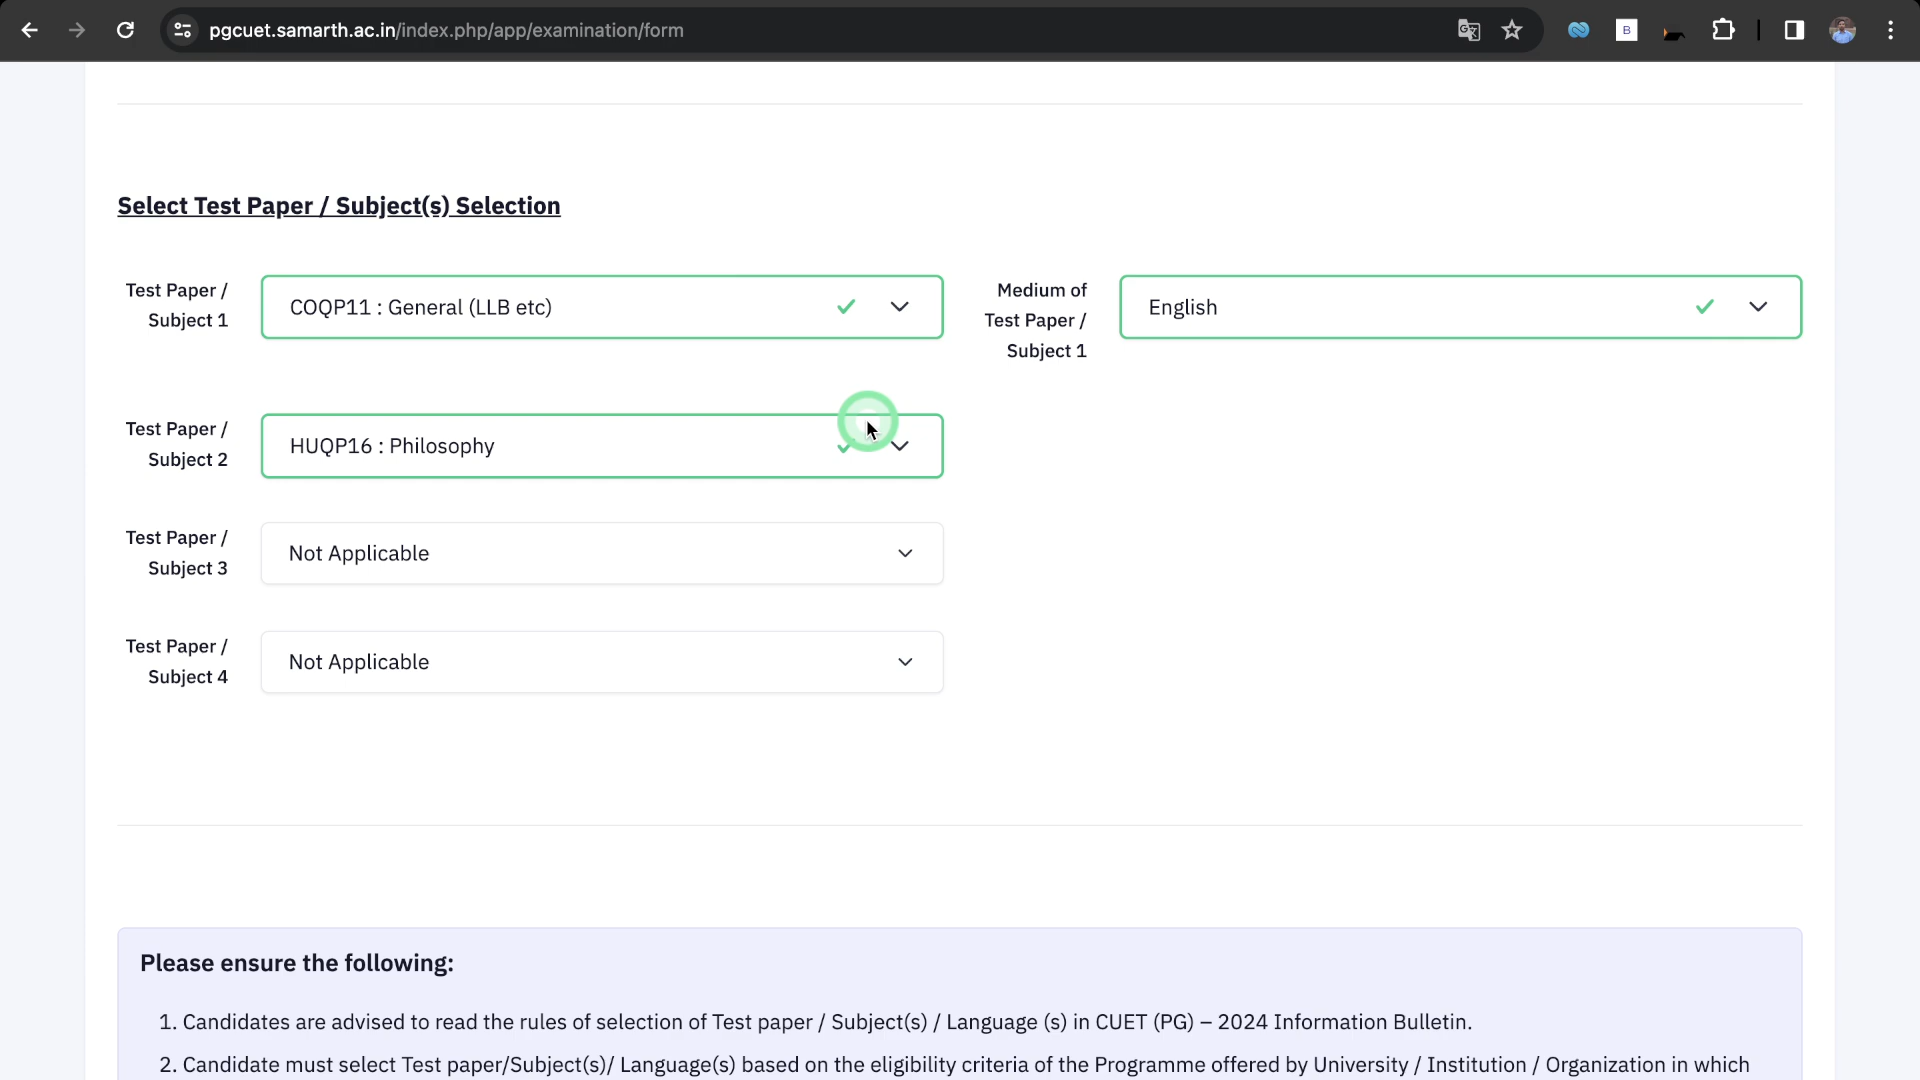 pgcuet.samarth.ac.in/index.php/app/examination/form
B
Select Test Paper / Subject(s) Selection
Test Paper /
Subject 1
COQP11 : General (LLB etc)
Medium of
Test Paper /
Subject 1
English
Test Paper /
Subject 2
HUQP16 : Philosophy
Test Paper /
Subject 3
Not Applicable
Test Paper /
Subject 4
Not Applicable
Please ensure the following:
1. Candidates are advised to read the rules of selection of Test paper / Subject(s) / Language (s) in CUET (PG) – 2024 Information Bulletin.
2. Candidate must select Test paper/Subject(s)/ Language(s) based on the eligibility criteria of the Programme offered by University / Institution / Organization in which